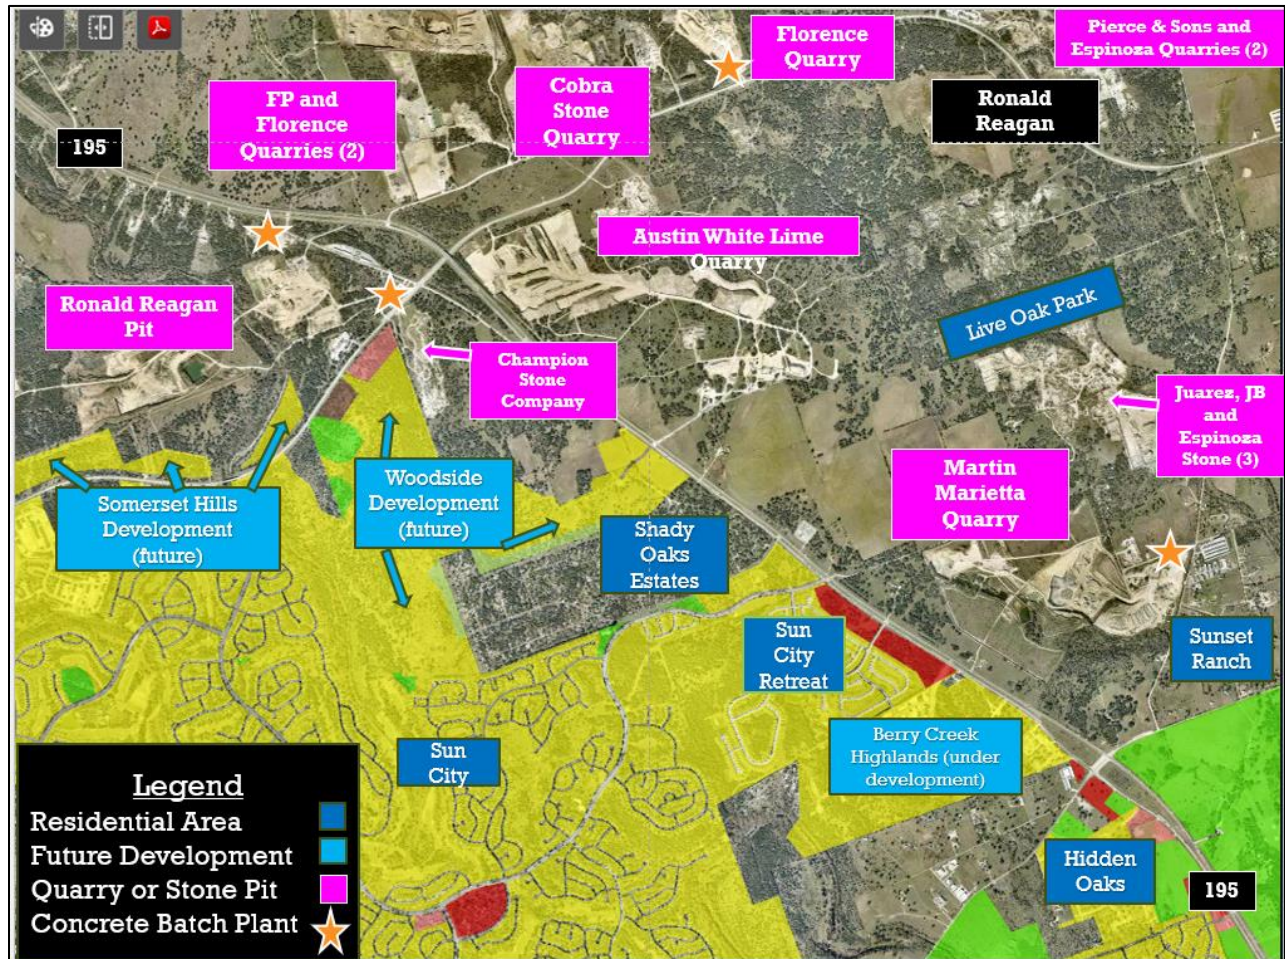 Florence
Quarry
Pierce & Sons and
Espinoza Quarries (2)
FP and
Florence
Quarries (2)
Cobra
Stone
Quarry
Ronald
Reagan
195
Austin White Lime
Quarry
Ronald Reagan
Pit
Live Oak Park
Champion
Stone
Company
Juarez, JB
and
Espinoza
Stone (3)
Somerset Hills
Development
(future)
Woodside
Development
(future)
Martin
Marietta
Quarry
Shady
Oaks
Estates
Sun
City
Retreat
Sunset
Ranch
Sun
City
Berry Creek
Highlands (under
development)
Hidden
Oaks
195
Legend
Residential Area
Future Development
Quarry or Stone Pit
Concrete Batch Plant